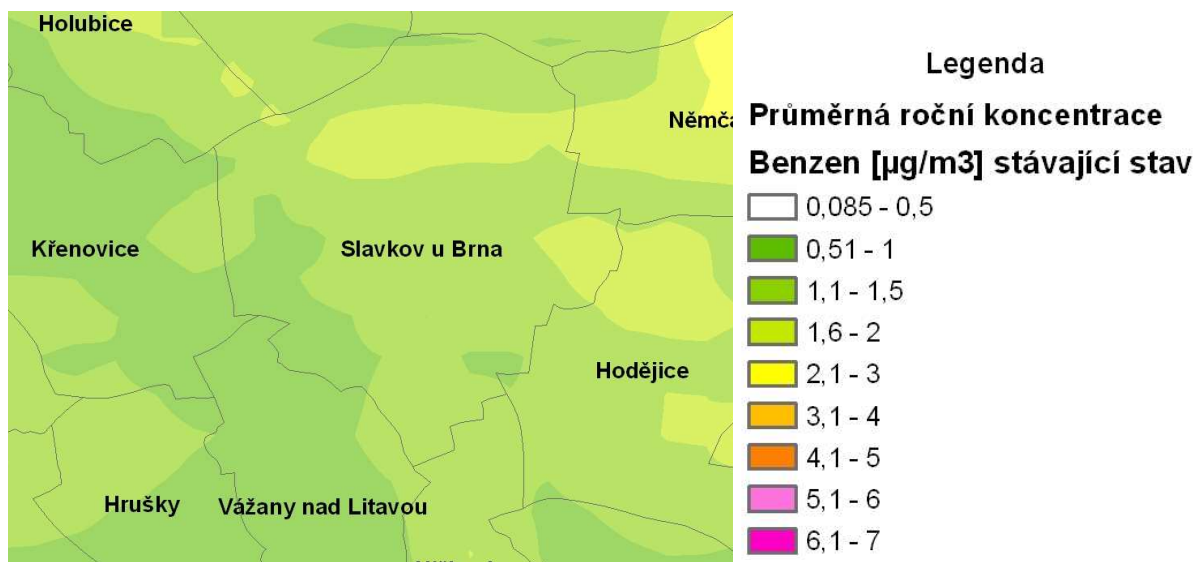 Holubice
Němča
Křenovice
Slavkov u Brna
Hodějice
Hrušky
Vážany nad Litavou
Legenda
Průměrná roční koncentrace
Benzen [µg/m3] stávající stav
0,085 - 0,5
0,51 - 1
1,1 - 1,5
1,6 - 2
2,1 - 3
3,1 - 4
4,1 - 5
5,1 - 6
6,1 - 7